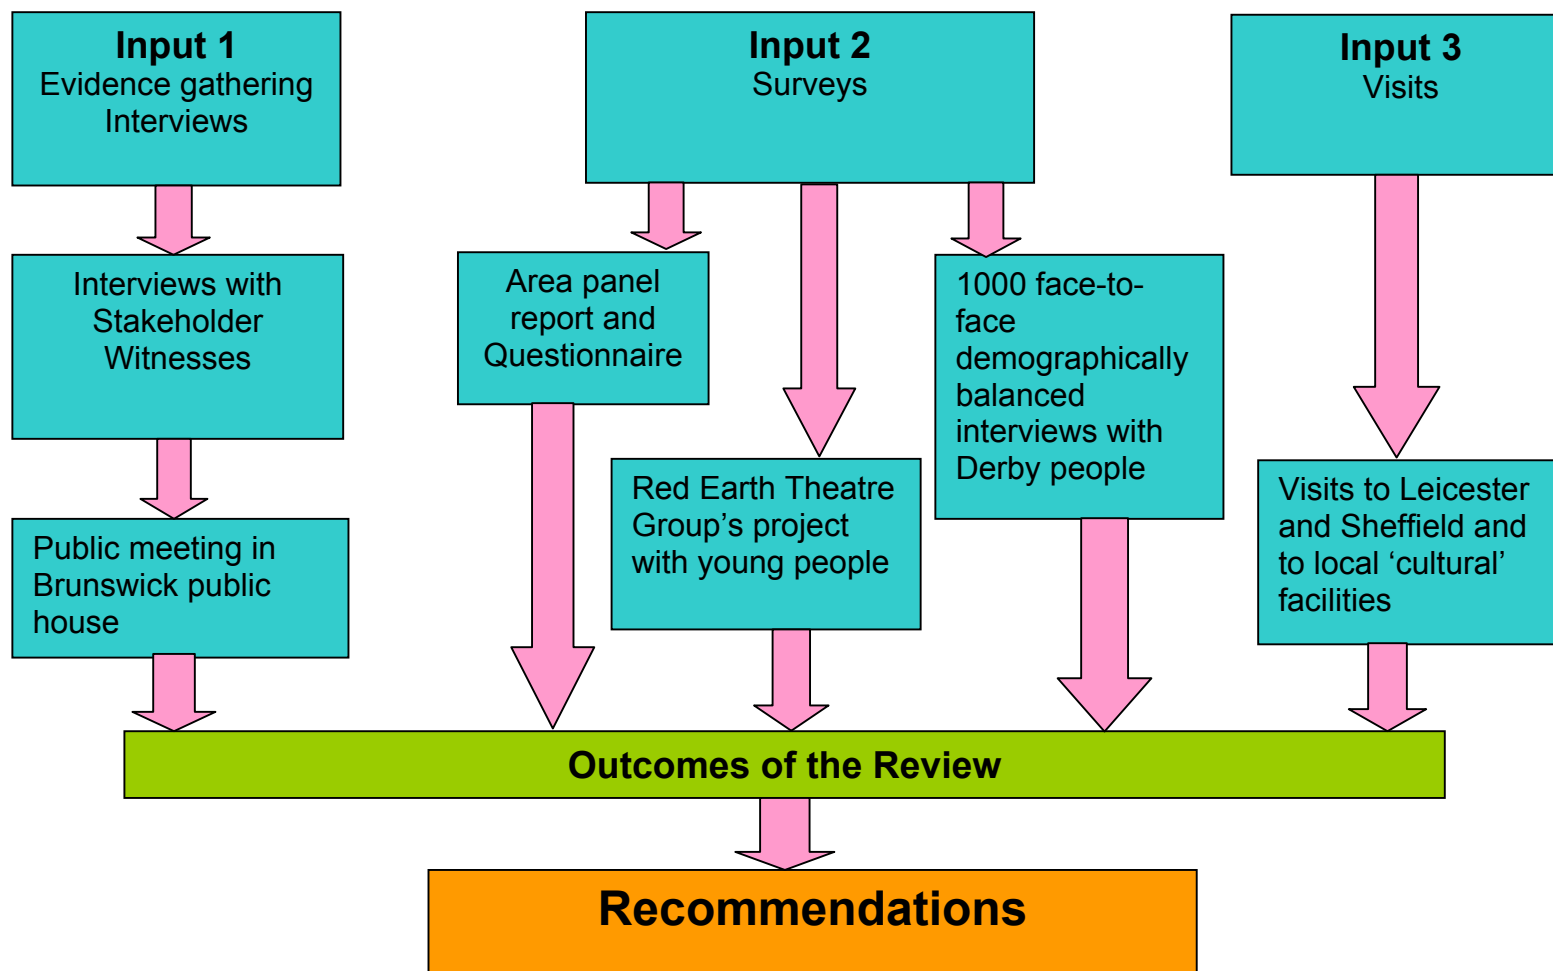 Input 1
Evidence gathering
Interviews
Input 2
Surveys
Input 3
Visits
Interviews with
Stakeholder
Witnesses
Area panel
report and
Questionnaire
1000 face-to-
face
demographically
balanced
interviews with
Derby people
Red Earth Theatre
Group’s project
with young people
Visits to Leicester
and Sheffield and
to local ‘cultural’
facilities
Public meeting in
Brunswick public
house
Outcomes of the Review
Recommendations